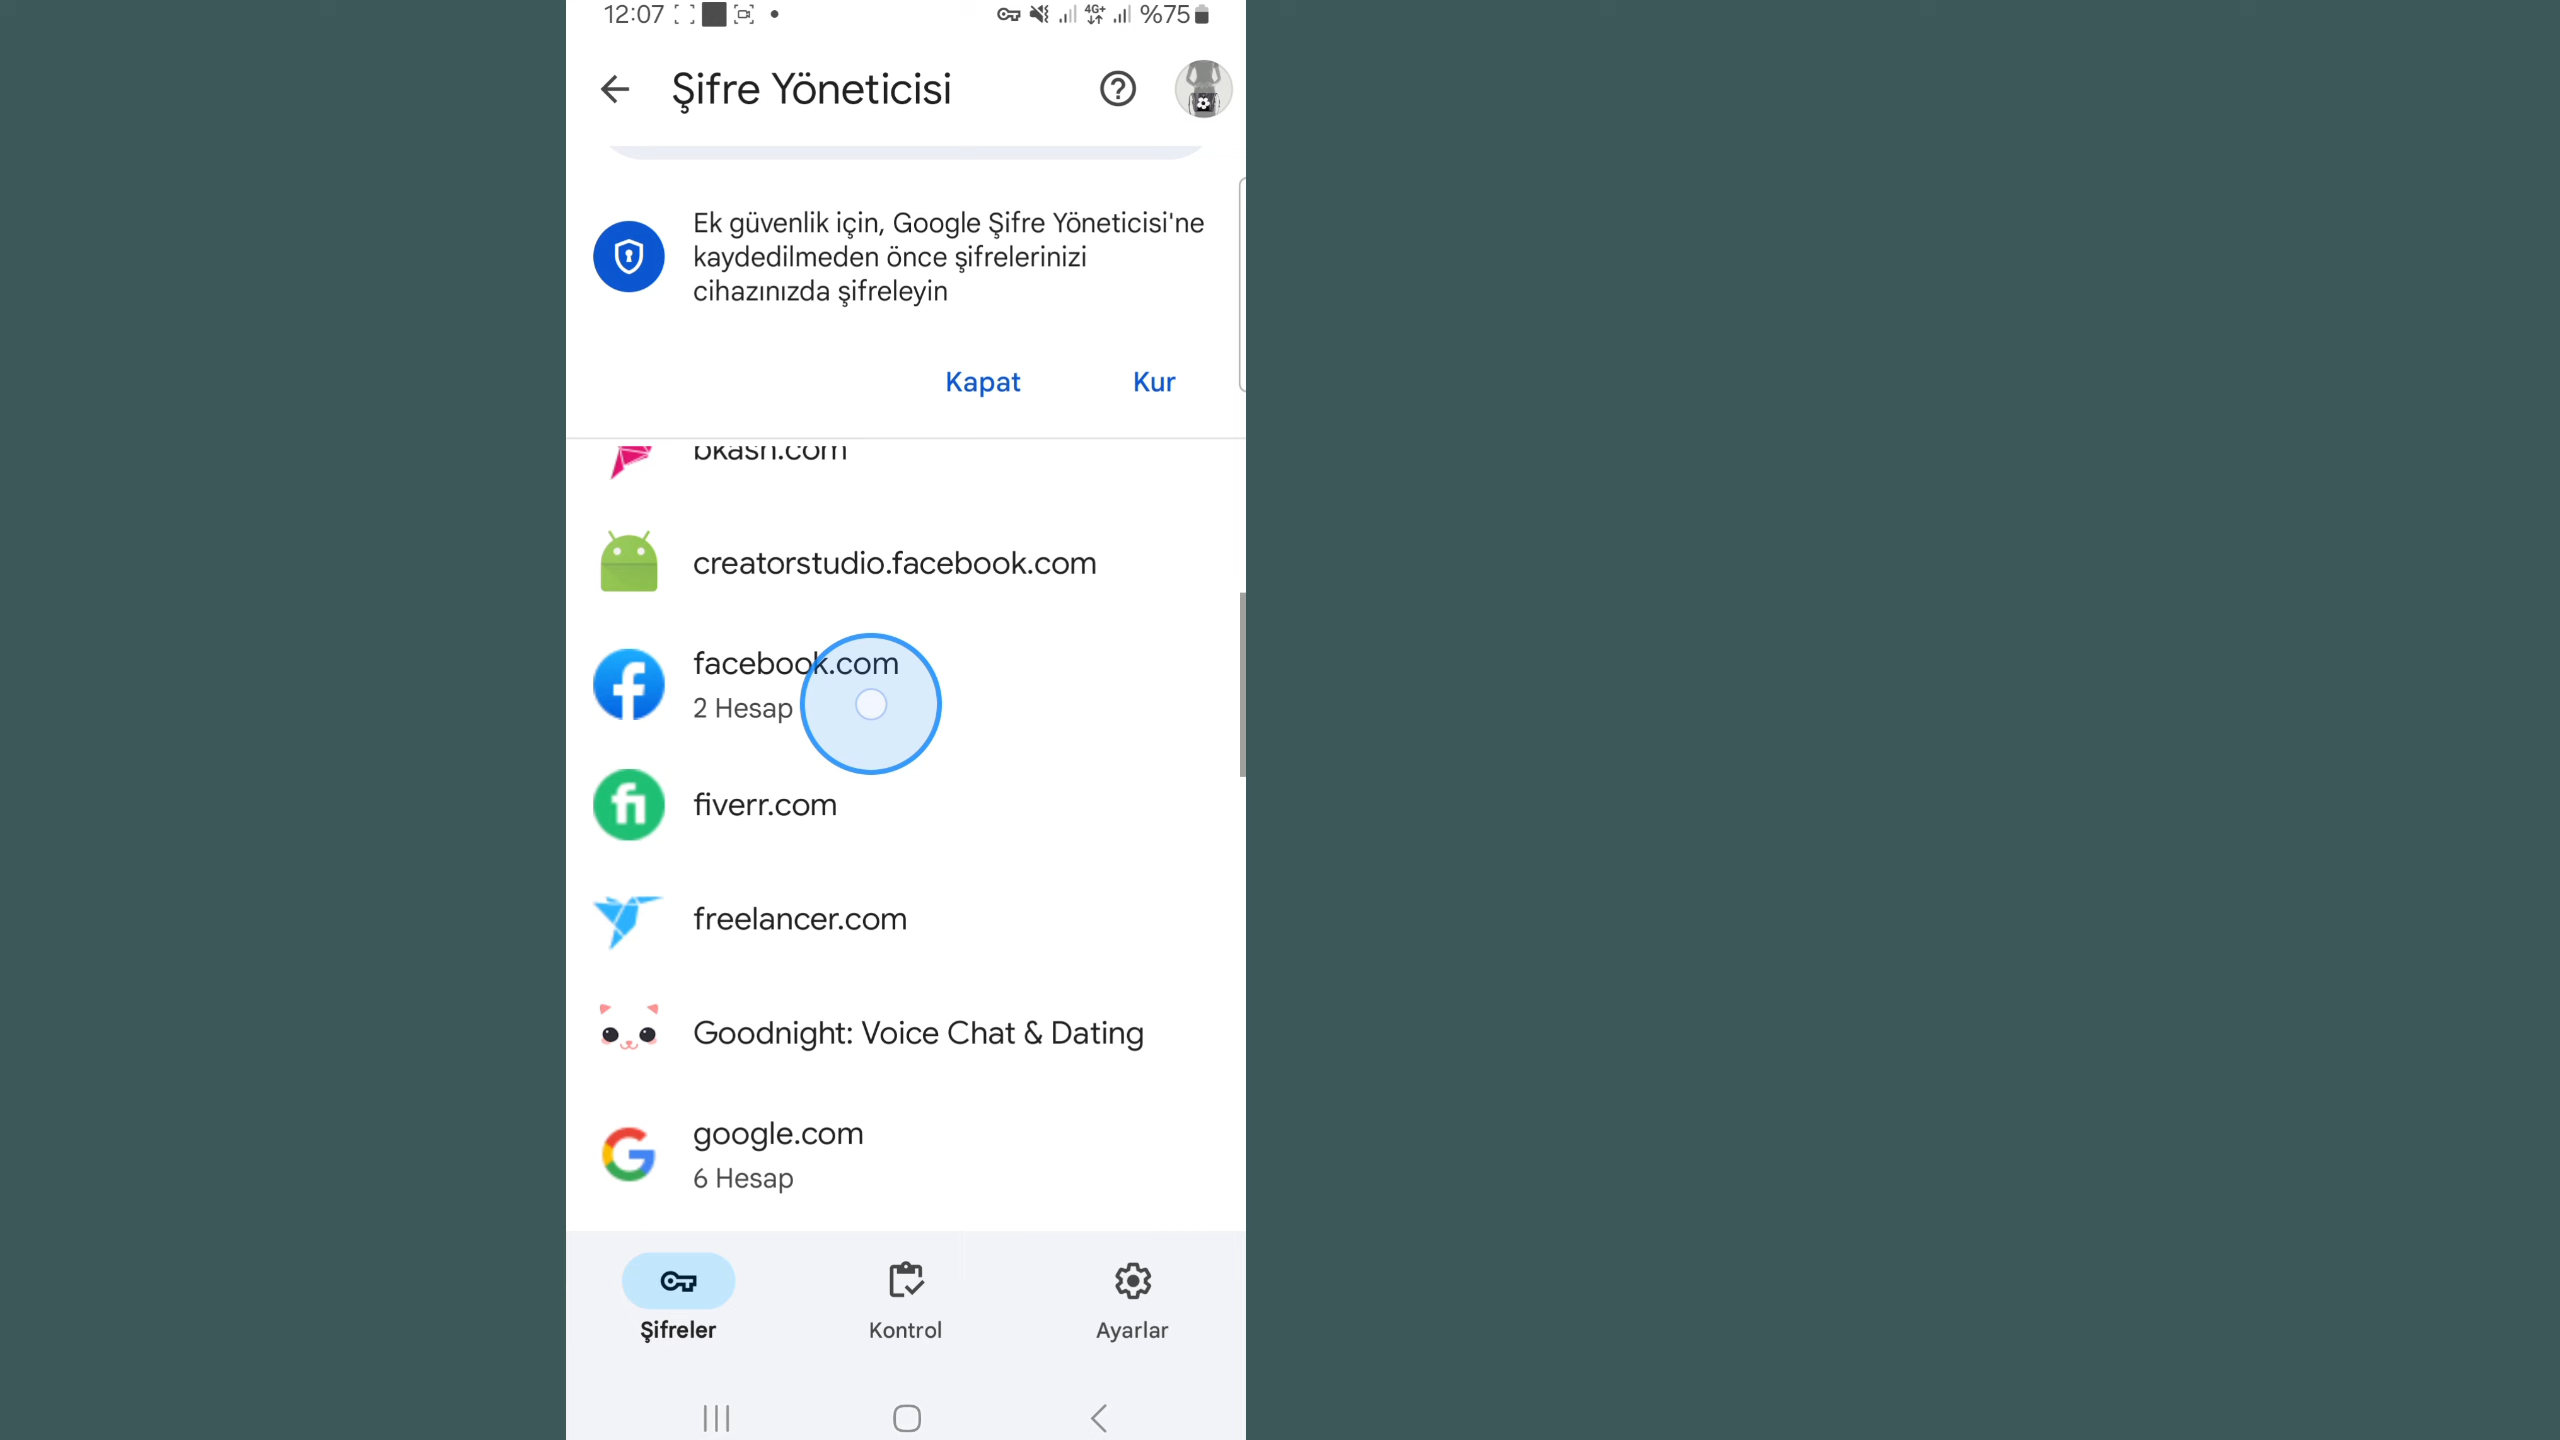 12:07 4G+ %75
Şifre Yöneticisi
Ek güvenlik için, Google Şifre Yöneticisi'ne
kaydedilmeden önce şifrelerinizi
cihazınızda şifreleyin
Kapat Kur
bkash.com
creatorstudio.facebook.com
facebook.com
2 Hesap
fiverr.com
freelancer.com
Goodnight: Voice Chat & Dating
google.com
6 Hesap
Şifreler Kontrol Ayarlar